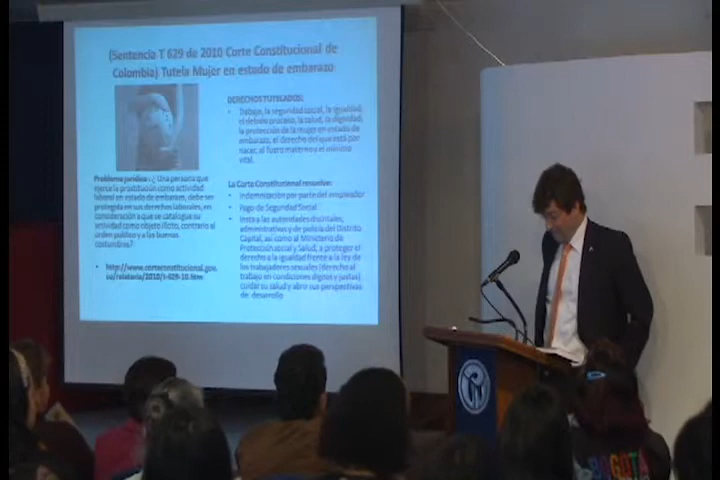 (Sentencia T 629 de 2010 Corte Constitucional de
Colombia) Tutela Mujer en estado de embarazo
DERECHOS TUTELADOS:
• Trabajo, la seguridad social, la igualdad,
el debido proceso, la salud, la dignidad,
la protección de la mujer en estado de
embarazo, el derecho del que está por
nacer, el fuero materno y el mínimo
vital.
Problema jurídico: ¿ Una persona que
ejerce la prostitución como actividad
laboral en estado de embarazo, debe ser
protegida en sus derechos laborales, en
consideración a que se catalogue su
actividad como objeto ilícito, contrario al
orden público y a las buenas
costumbres?
• http://www.corteconstitucional.gov.
co/relatoria/2010/t-629-10.htm
La Corte Constitucional resuelve:
• Indemnización por parte del empleador
• Pago de Seguridad Social
• Insta a las autoridades distritales,
administrativas y de policía del Distrito
Capital, así como al Ministerio de
Protección social y Salud, a proteger el
derecho a la igualdad frente a la ley de
los trabajadores sexuales (derecho al
trabajo en condiciones dignas y justas)
cuidar su salud y abro sus perspectivas
de desarrollo
BOGOTA